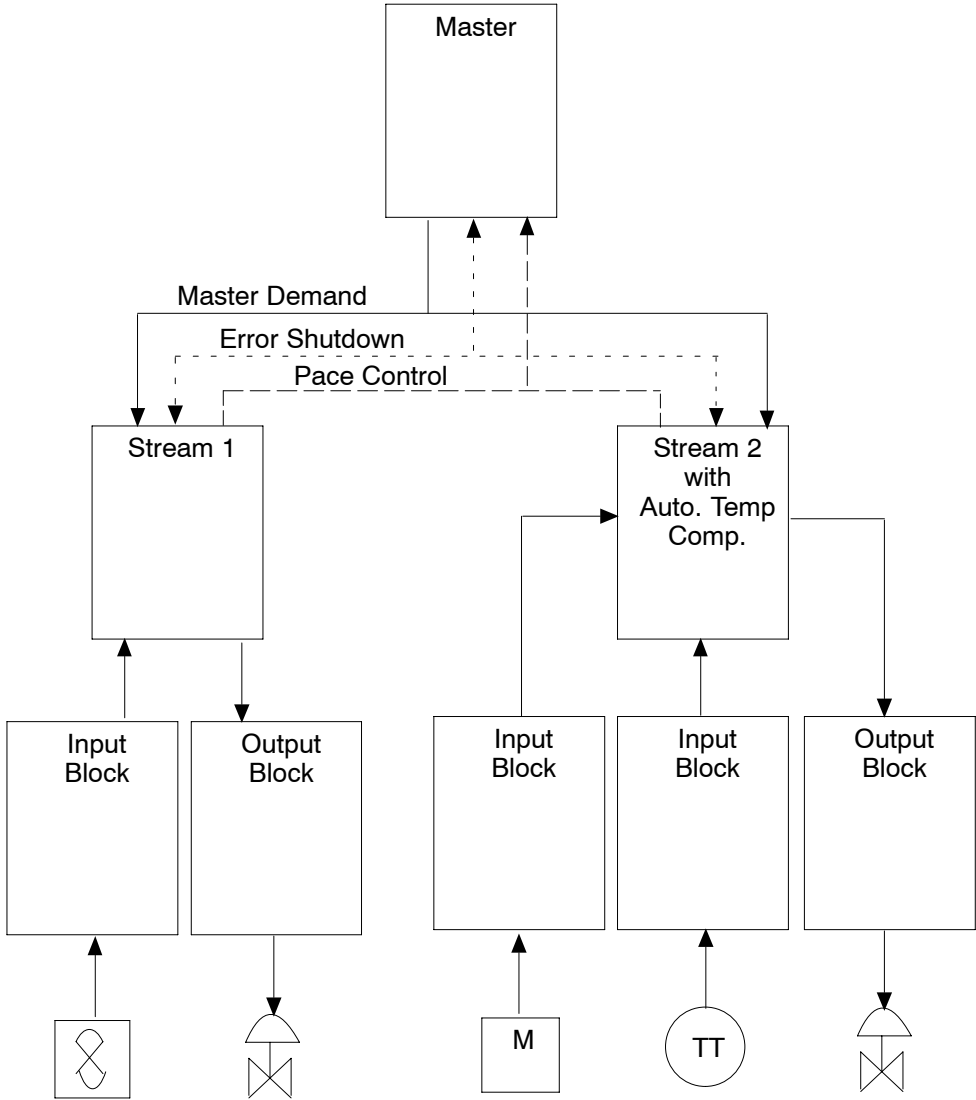 Master
Master Demand
Error Shutdown
Pace Control
Stream 1
Stream 2
with
Auto. Temp
Comp.
Input
Block
Output
Block
Input
Block
Input
Block
Output
Block
M
TT